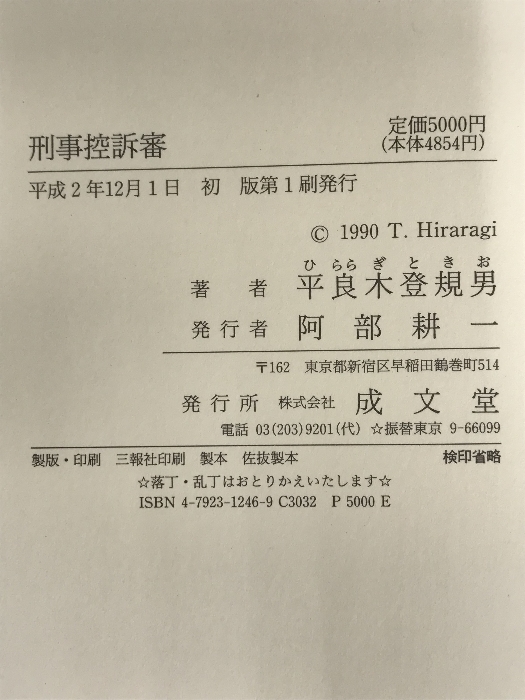 刑事控訴審
定価5000円
(本体4854円)
平成2年12月1日 初 版第1刷発行
© 1990 T. Hiraragi
ひ らら ぎ と き お
著 者 平良木登規男
発行者 阿部耕一
〒162 東京都新宿区早稲田鶴巻町514
発行所 株式会社 成文堂
電話 03(203)9201(代) ☆振替東京 9-66099
製版・印刷 三報社印刷 製本 佐抜製本 検印省略
☆落丁・乱丁はおとりかえいたします☆
ISBN 4-7923-1246-9 C3032 P 5000 E